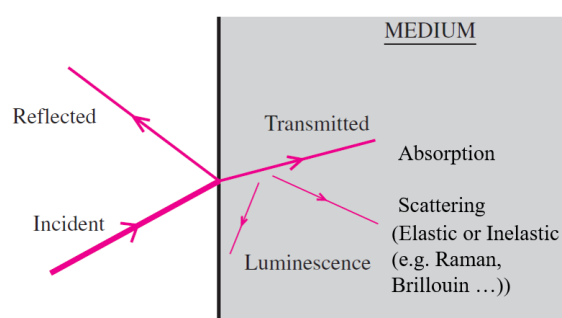 MEDIUM
Reflected
Transmitted
Absorption
Incident
Scattering
(Elastic or Inelastic
(e.g. Raman,
Brillouin …))
Luminescence